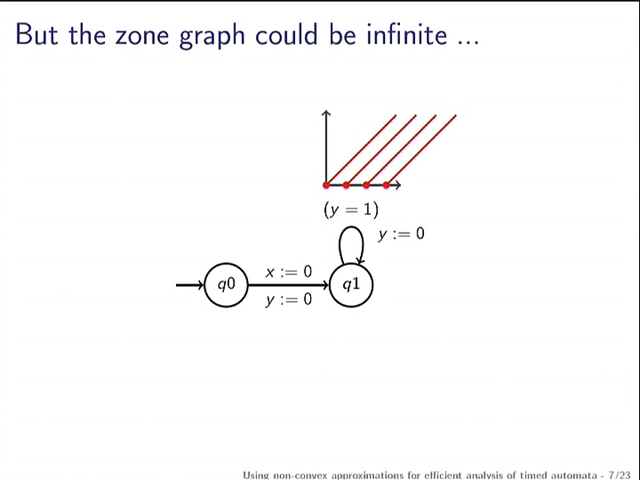 But the zone graph could be infinite ...
(y = 1)
y := 0
x := 0
q0
q1
y := 0
Using non-convex approximations for efficient analysis of timed automata - 7/23